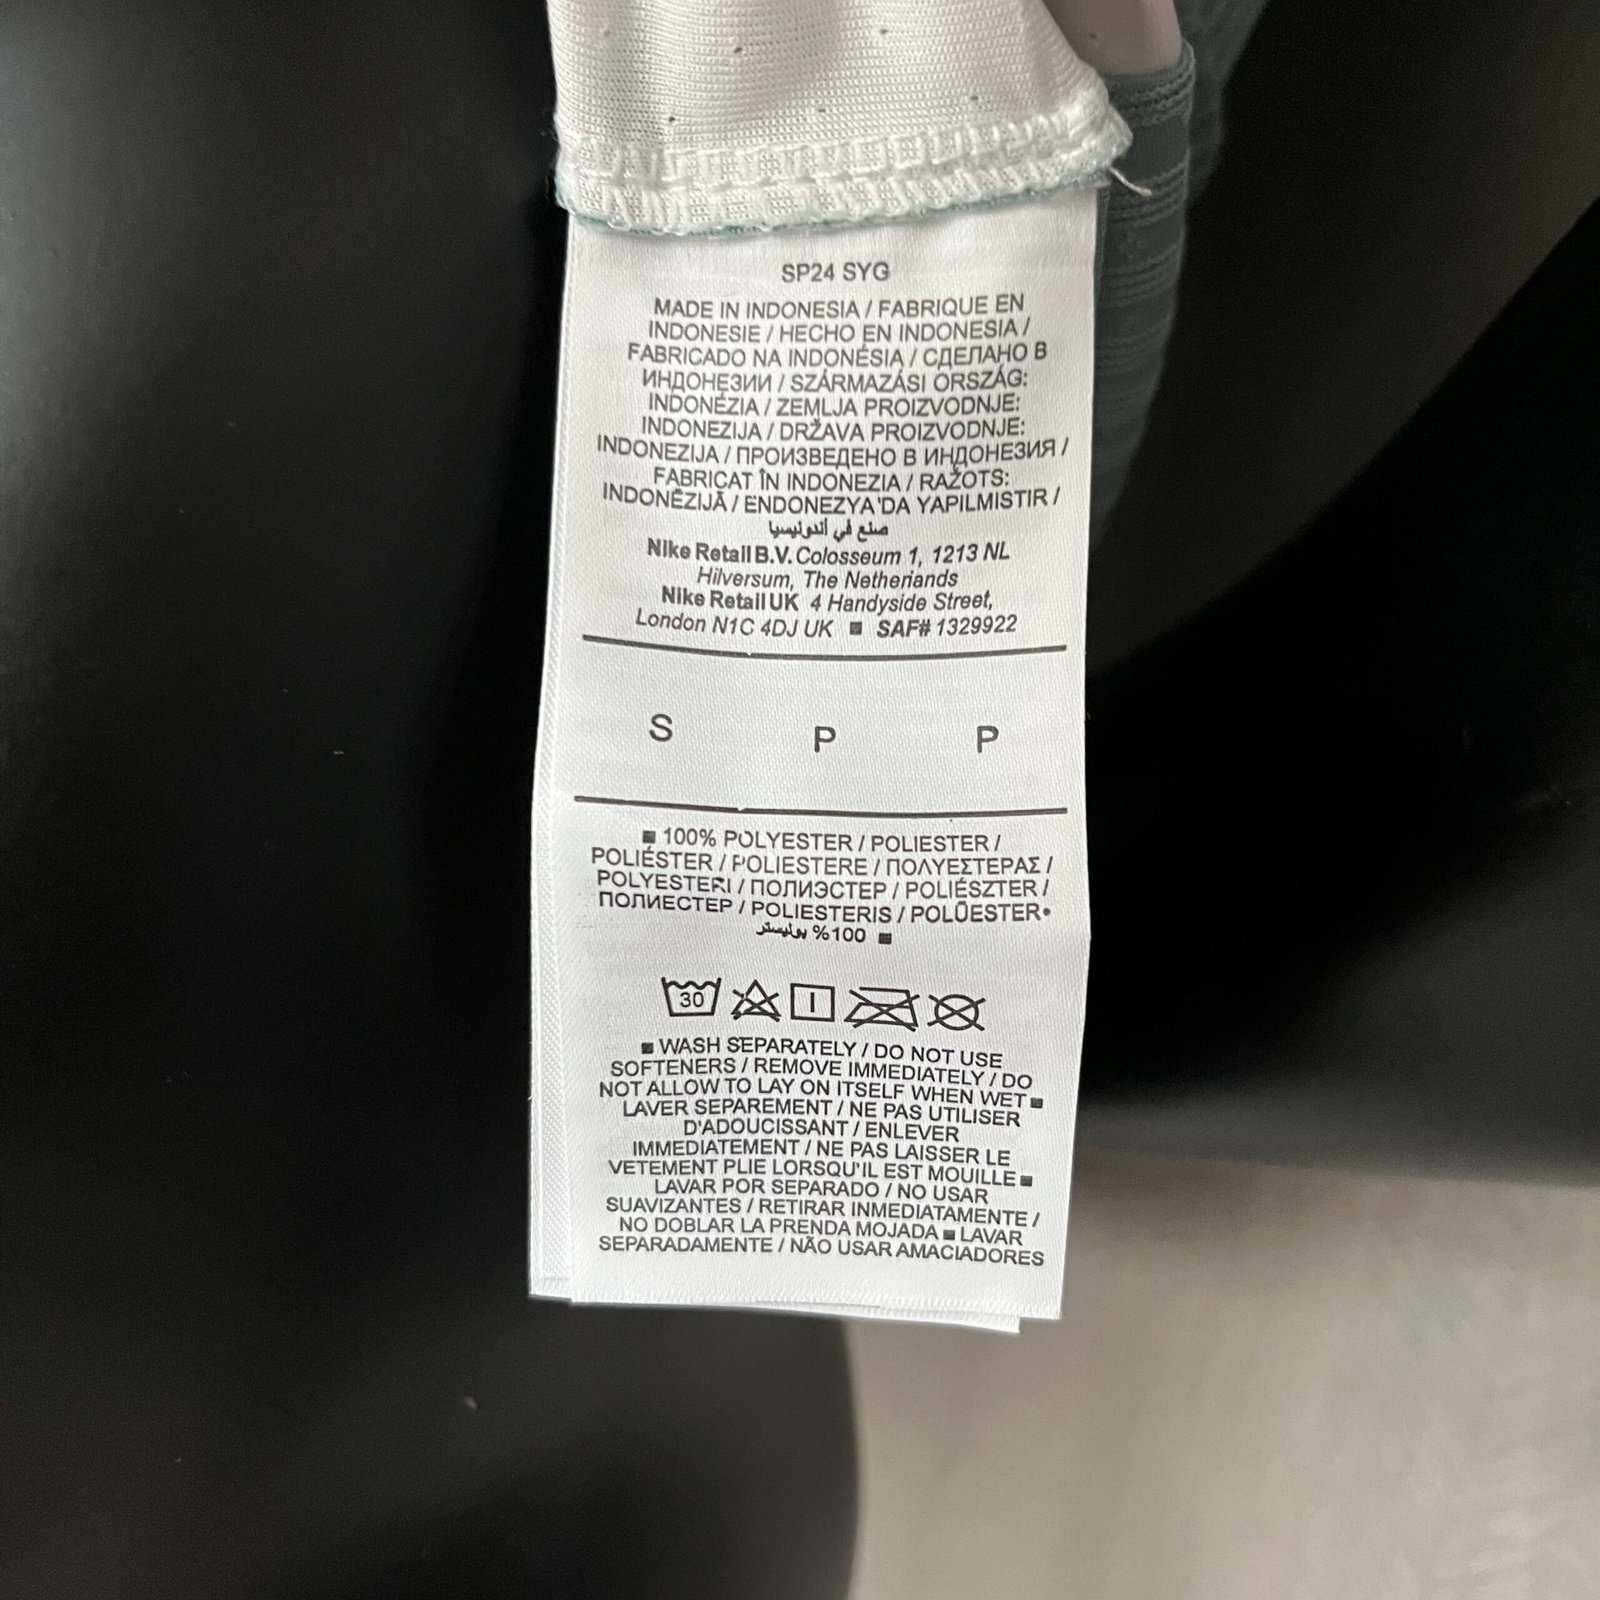 SP24 SYG
MADE IN INDONESIA / FABRIQUE EN
INDONESIE / HECHO EN INDONESIA /
FABRICADO NA INDONÉSIA / СДЕЛАНО В
ИНДОНЕЗИИ / SZÁRMAZÁSI ORSZÁG:
INDONÉZIA / ZEMLJA PROIZVODNJE:
INDONEZIJA / DRŽAVA PROIZVODNJE:
INDONEZIJA / ПРОИЗВЕДЕНО В ИНДОНЕЗИЯ /
FABRICAT ÎN INDONEZIA / RAŽOTS:
INDONĒZIJĀ / ENDONEZYA'DA YAPILMISTIR /
صنع في أندونيسيا
Nike Retail B.V. Colosseum 1, 1213 NL
Hilversum, The Netherlands
Nike Retail UK 4 Handyside Street,
London N1C 4DJ UK ■ SAF# 1329922
S P P
■ 100% POLYESTER / POLIESTER /
POLIÉSTER / POLIESTERE / ΠΟΛΥΕΣΤΕΡΑΣ /
POLYESTERI / ПОЛИЭСТЕР / POLIÉSZTER /
ПОЛИЕСТЕР / POLIESTERIS / POLÜESTER•
100% بوليستر ■
30
■ WASH SEPARATELY / DO NOT USE
SOFTENERS / REMOVE IMMEDIATELY / DO
NOT ALLOW TO LAY ON ITSELF WHEN WET ■
LAVER SEPAREMENT / NE PAS UTILISER
D'ADOUCISSANT / ENLEVER
IMMEDIATEMENT / NE PAS LAISSER LE
VETEMENT PLIE LORSQU'IL EST MOUILLE ■
LAVAR POR SEPARADO / NO USAR
SUAVIZANTES / RETIRAR INMEDIATAMENTE /
NO DOBLAR LA PRENDA MOJADA ■ LAVAR
SEPARADAMENTE / NÃO USAR AMACIADORES